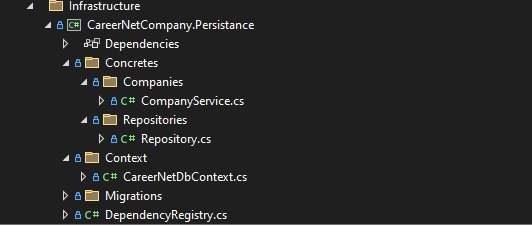 Infrastructure
C# CareerNetCompany.Persistance
Dependencies
Concretes
Companies
C# CompanyService.cs
Repositories
C# Repository.cs
Context
C# CareerNetDbContext.cs
Migrations
C# DependencyRegistry.cs